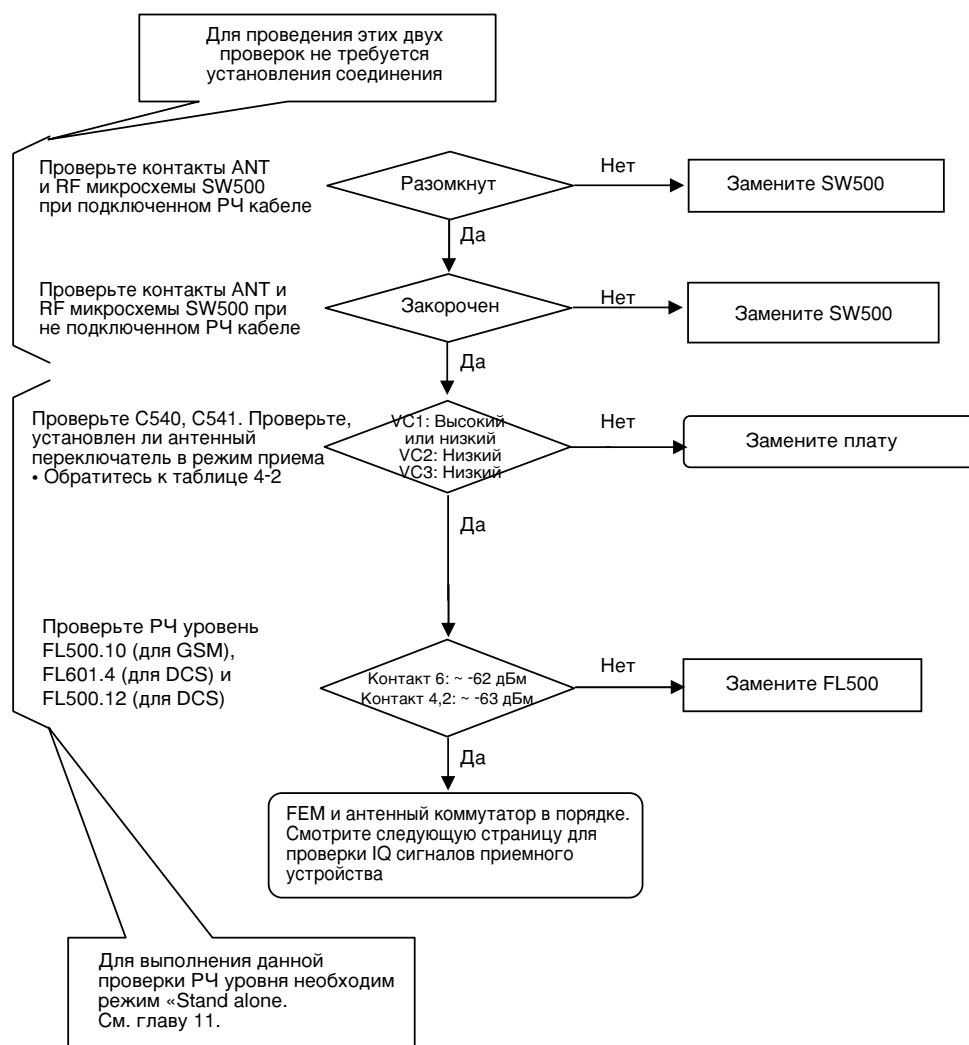 Для проведения этих двух
проверок не требуется
установления соединения
Проверьте контакты ANT
и RF микросхемы SW500
при подключенном РЧ кабеле
Разомкнут
Нет
Замените SW500
Да
Проверьте контакты ANT и
RF микросхемы SW500 при
не подключенном РЧ кабеле
Закорочен
Нет
Замените SW500
Да
Проверьте C540, C541. Проверьте,
установлен ли антенный
переключатель в режим приема
• Обратитесь к таблице 4-2
VC1: Высокий
или низкий
VC2: Низкий
VC3: Низкий
Нет
Замените плату
Да
Проверьте РЧ уровень
FL500.10 (для GSM),
FL601.4 (для DCS) и
FL500.12 (для DCS)
Контакт 6: ~ -62 дБм
Контакт 4,2: ~ -63 дБм
Нет
Замените FL500
Да
FEM и антенный коммутатор в порядке.
Смотрите следующую страницу для
проверки IQ сигналов приемного
устройства
Для выполнения данной
проверки РЧ уровня необходим
режим «Stand alone.
См. главу 11.